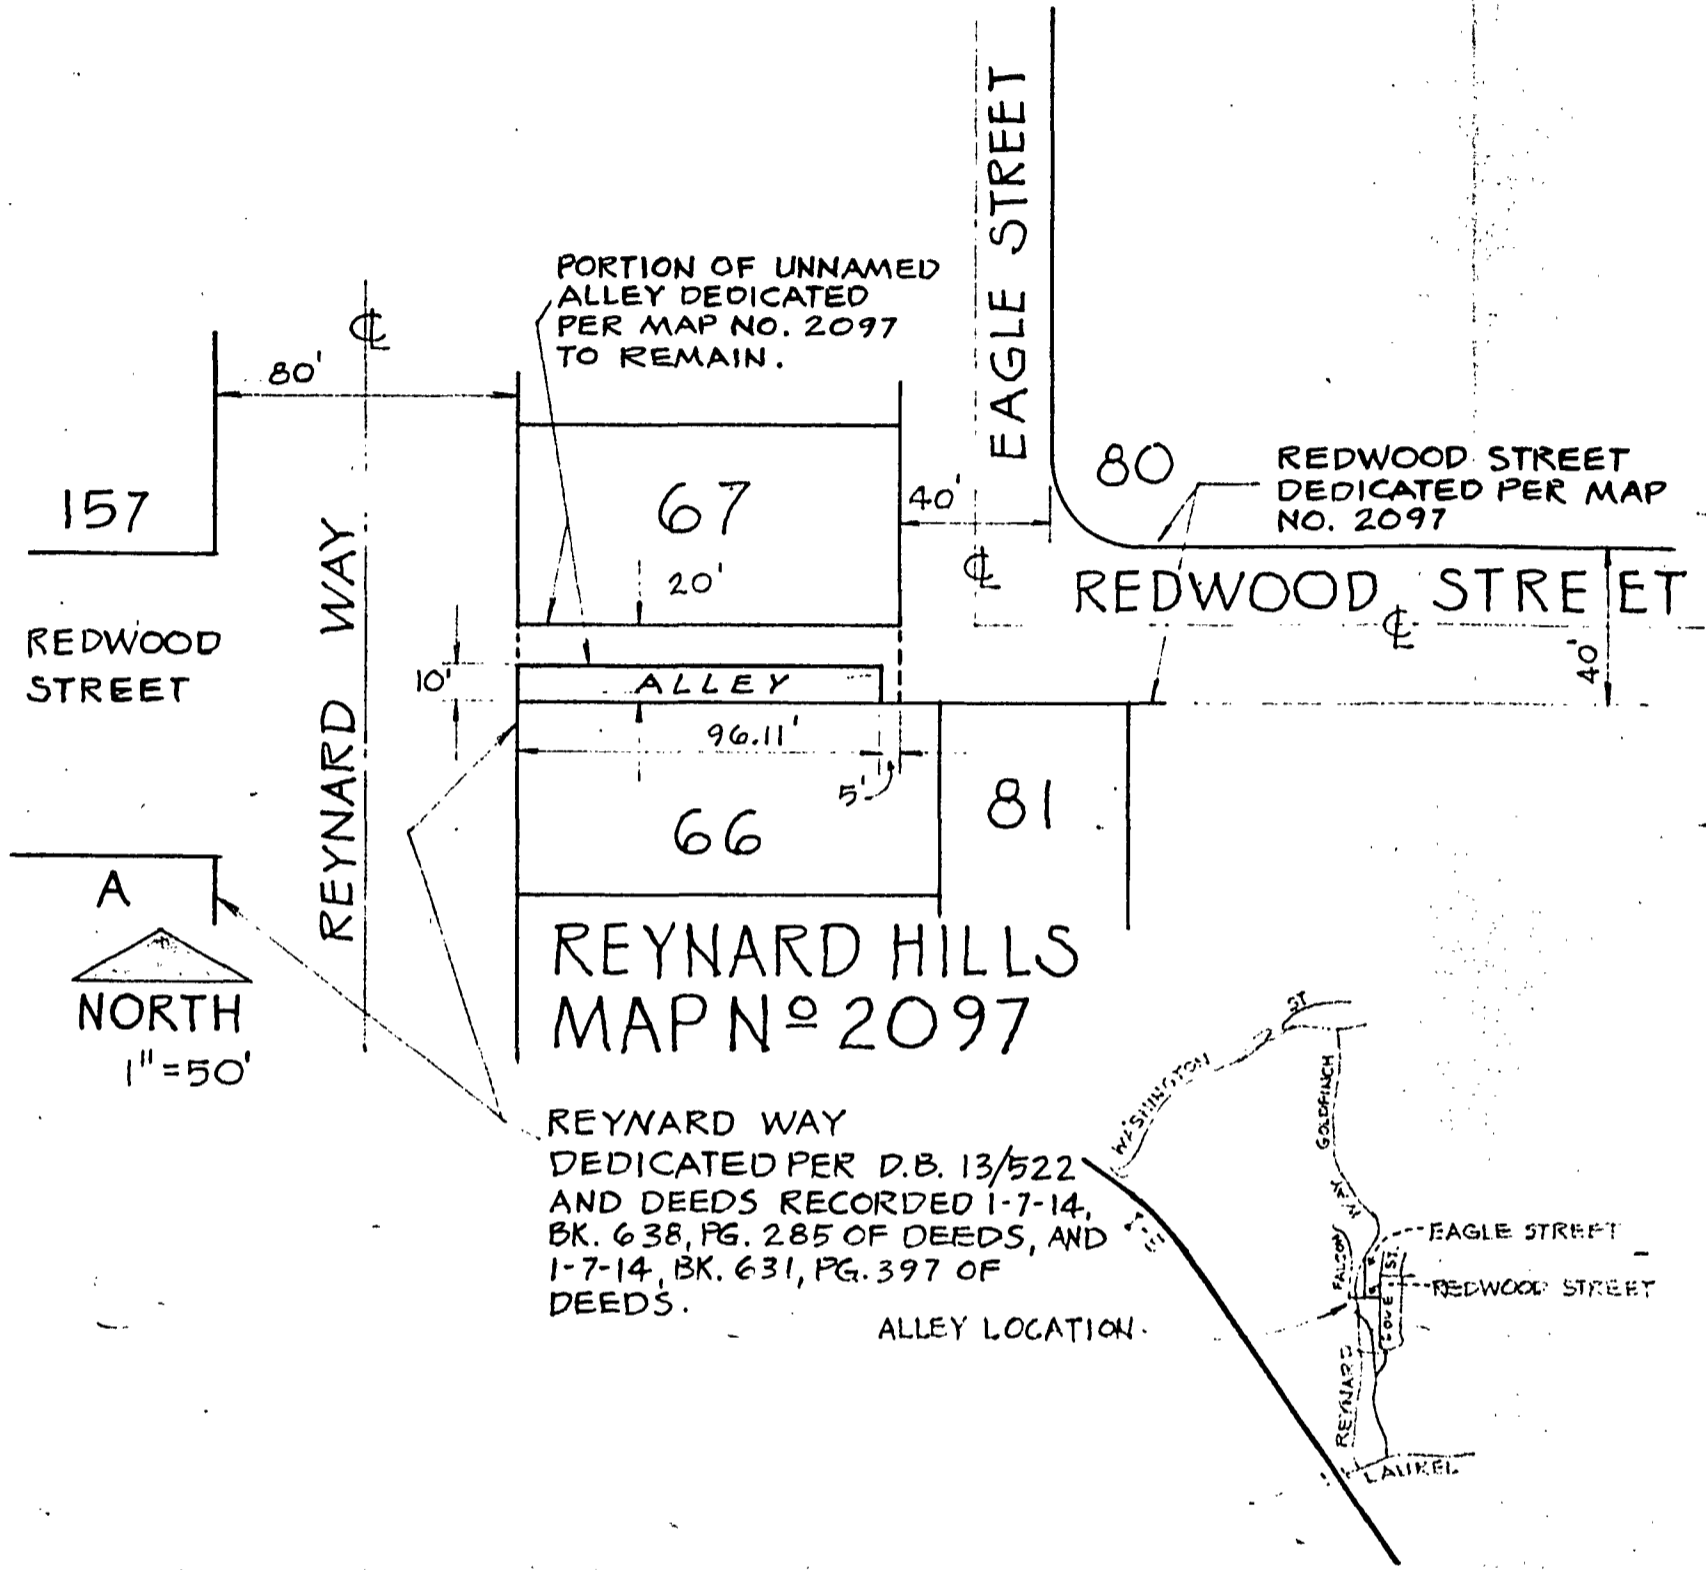 EAGLE STREET
PORTION OF UNNAMED
ALLEY DEDICATED
PER MAP NO. 2097
TO REMAIN.
℄
80'
157
67
40'
80
REDWOOD STREET
DEDICATED PER MAP
NO. 2097
℄
REDWOOD STREET
℄
40'
20'
REDWOOD
STREET
REYNARD WAY
10'
ALLEY
96.11'
5'
66
81
A
NORTH
1"=50'
REYNARD HILLS
MAP Nº 2097
REYNARD WAY
DEDICATED PER D.B. 13/522
AND DEEDS RECORDED 1-7-14,
BK. 638, PG. 285 OF DEEDS, AND
1-7-14, BK. 631, PG. 397 OF
DEEDS.
ALLEY LOCATION.
WASHINGTON
ST
GOLDFINCH
WAY
FALCON
EAGLE STREET
ST.
REDWOOD STREET
REYNARD
LAUREL
I-5